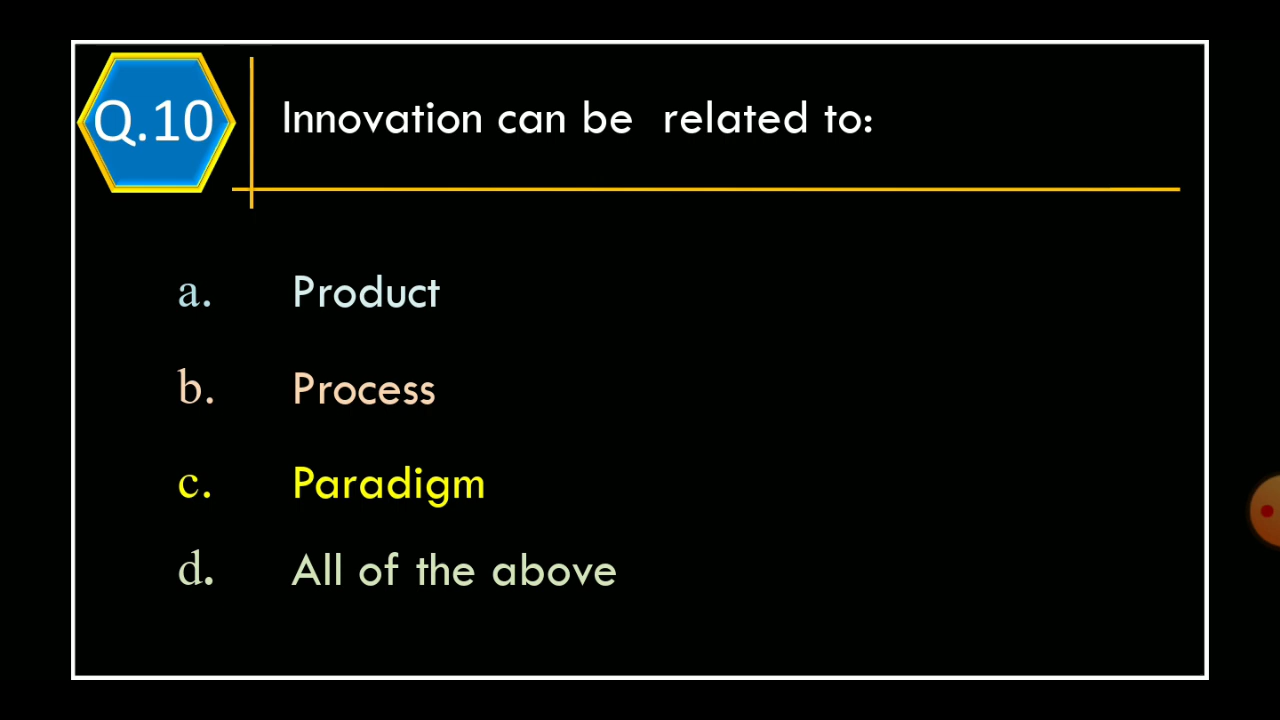 Q.10
Innovation can be related to:
a. Product
b. Process
c. Paradigm
d. All of the above